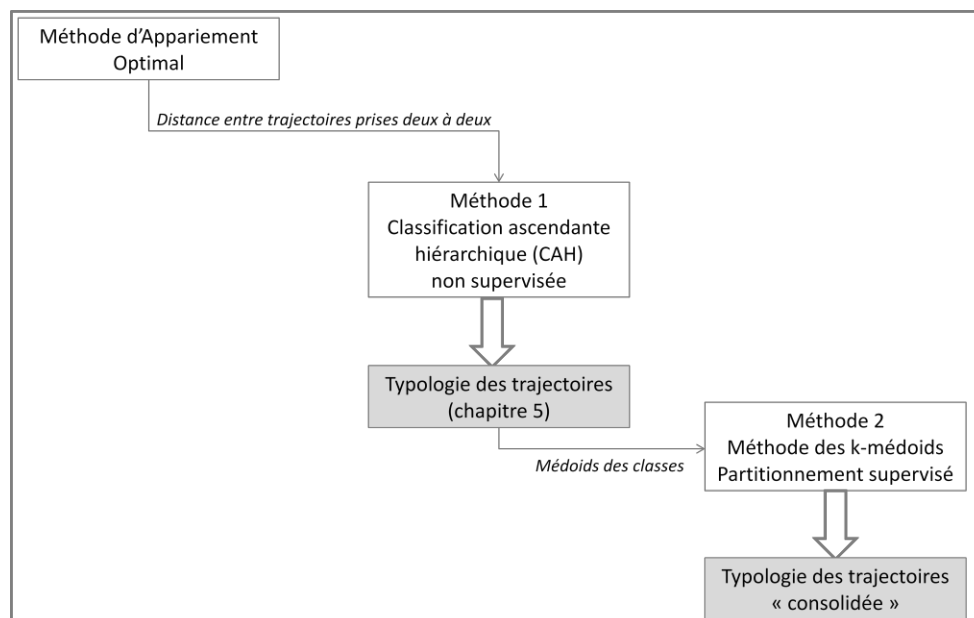 Méthode d'Appariement
Optimal
Distance entre trajectoires prises deux à deux
Méthode 1
Classification ascendante
hiérarchique (CAH)
non supervisée
Typologie des trajectoires
(chapitre 5)
Médoids des classes
Méthode 2
Méthode des k-médoids
Partitionnement supervisé
Typologie des trajectoires
« consolidée »